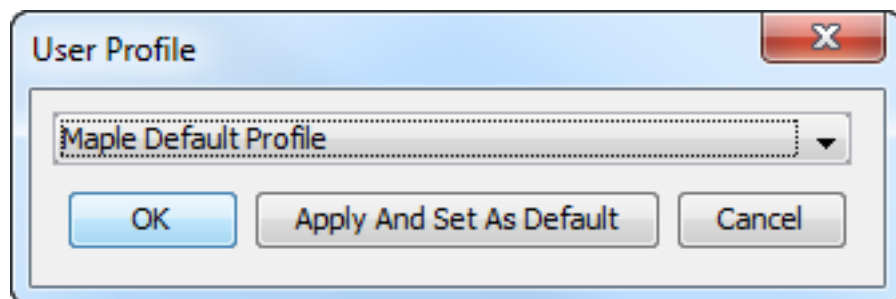 User Profile
Maple Default Profile
OK Apply And Set As Default Cancel